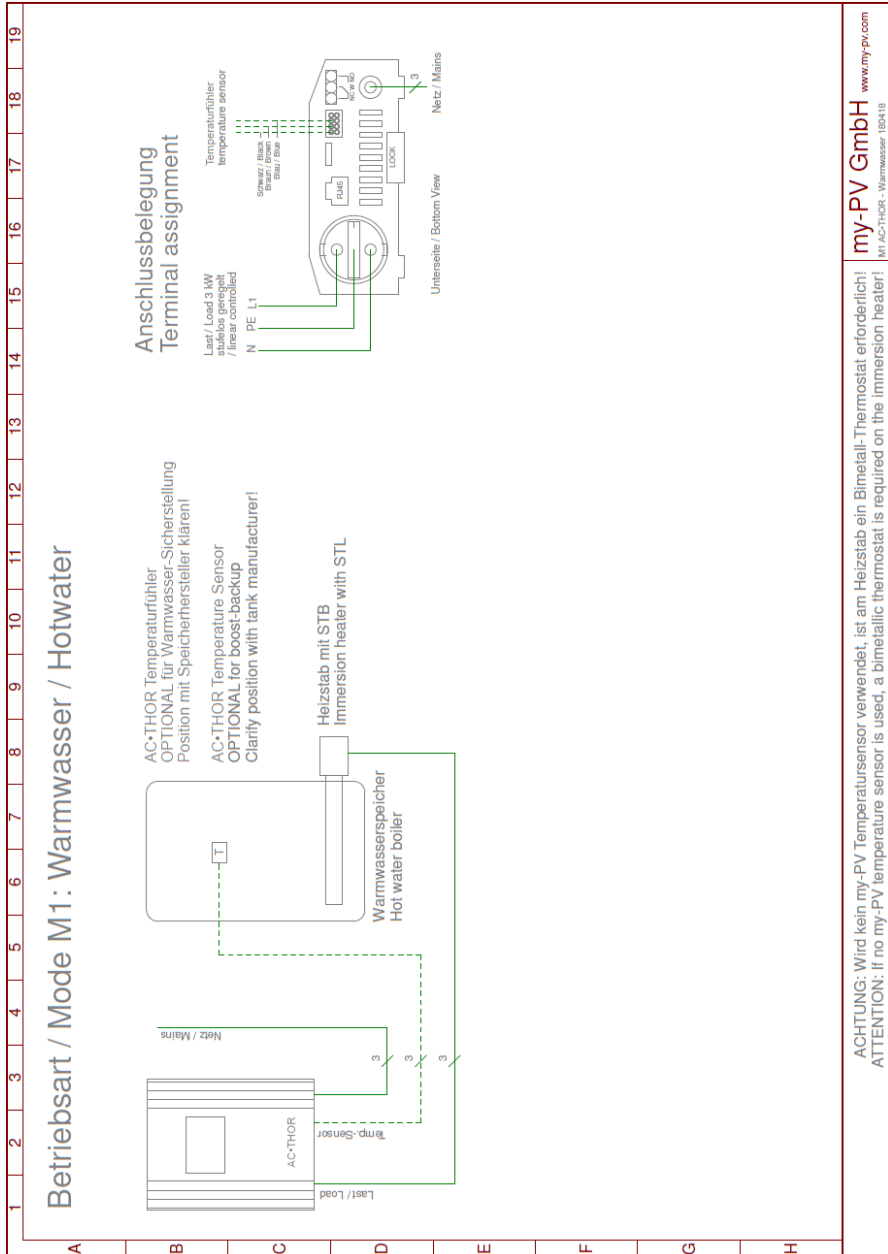 1 2 3 4 5 6 7 8 9 10 11 12 13 14 15 16 17 18 19
A
B
C
D
E
F
G
H
Betriebsart / Mode M1: Warmwasser / Hotwater
AC•THOR
Last / Load
Temp.-Sensor
Netz / Mains
3
3
3
T
Warmwasserspeicher
Hot water boiler
AC•THOR Temperaturfühler
OPTIONAL für Warmwasser-Sicherstellung
Position mit Speicherhersteller klären!
AC•THOR Temperature Sensor
OPTIONAL for boost-backup
Clarify position with tank manufacturer!
Heizstab mit STB
Immersion heater with STL
Anschlussbelegung
Terminal assignment
Last / Load 3 kW
stufelos geregelt
/ linear controlled
N PE L1
Temperaturfühler
temperature sensor
Schwarz / Black
Braun / Brown
Blau / Blue
RJ45
LOCK
NC W NO
3
Unterseite / Bottom View
Netz / Mains
ACHTUNG: Wird kein my-PV Temperatursensor verwendet, ist am Heizstab ein Bimetall-Thermostat erforderlich!
ATTENTION: If no my-PV temperature sensor is used, a bimetallic thermostat is required on the immersion heater!
my-PV GmbH www.my-pv.com
M1 AC•THOR - Warmwasser 180418